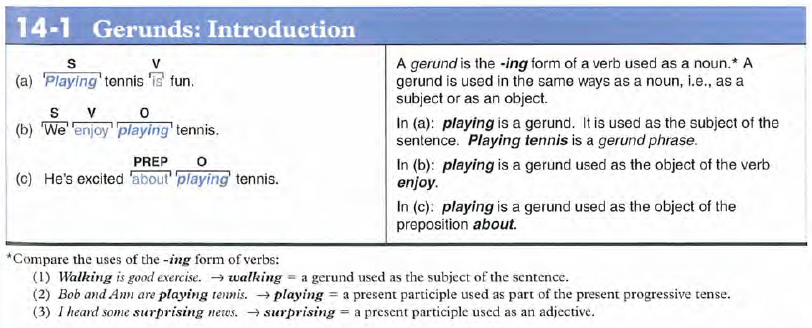 14-1 Gerunds: Introduction
S V
(a) Playing tennis is fun.
S V O
(b) We enjoy playing tennis.
PREP O
(c) He's excited about playing tennis.
A gerund is the -ing form of a verb used as a noun.* A
gerund is used in the same ways as a noun, i.e., as a
subject or as an object.
In (a): playing is a gerund. It is used as the subject of the
sentence. Playing tennis is a gerund phrase.
In (b): playing is a gerund used as the object of the verb
enjoy.
In (c): playing is a gerund used as the object of the
preposition about.
*Compare the uses of the -ing form of verbs:
(1) Walking is good exercise. → walking = a gerund used as the subject of the sentence.
(2) Bob and Ann are playing tennis. → playing = a present participle used as part of the present progressive tense.
(3) I heard some surprising news. → surprising = a present participle used as an adjective.